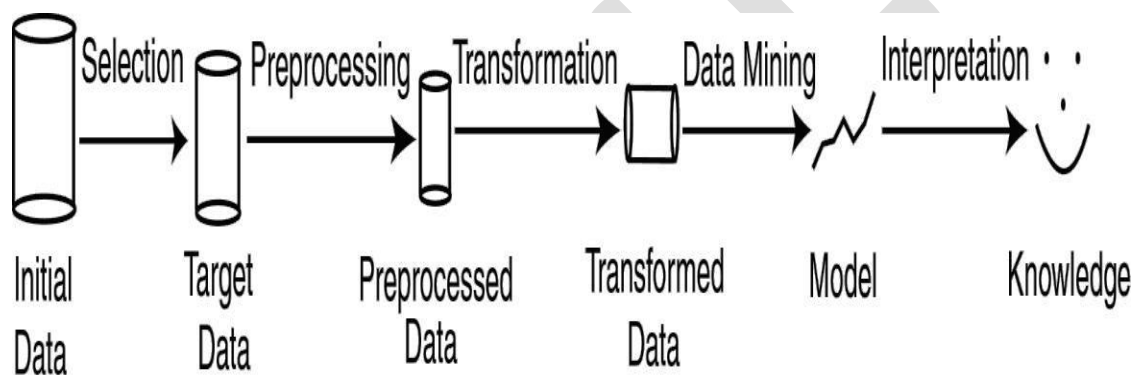 Selection
Preprocessing
Transformation
Data Mining
Interpretation
Initial
Data
Target
Data
Preprocessed
Data
Transformed
Data
Model
Knowledge